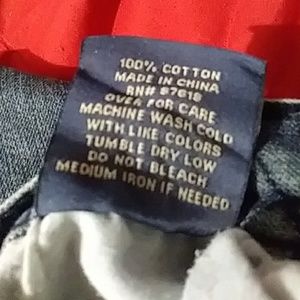 100% COTTON
MADE IN CHINA
RN# 87618
OVER FOR CARE
MACHINE WASH COLD
WITH LIKE COLORS
TUMBLE DRY LOW
DO NOT BLEACH
MEDIUM IRON IF NEEDED